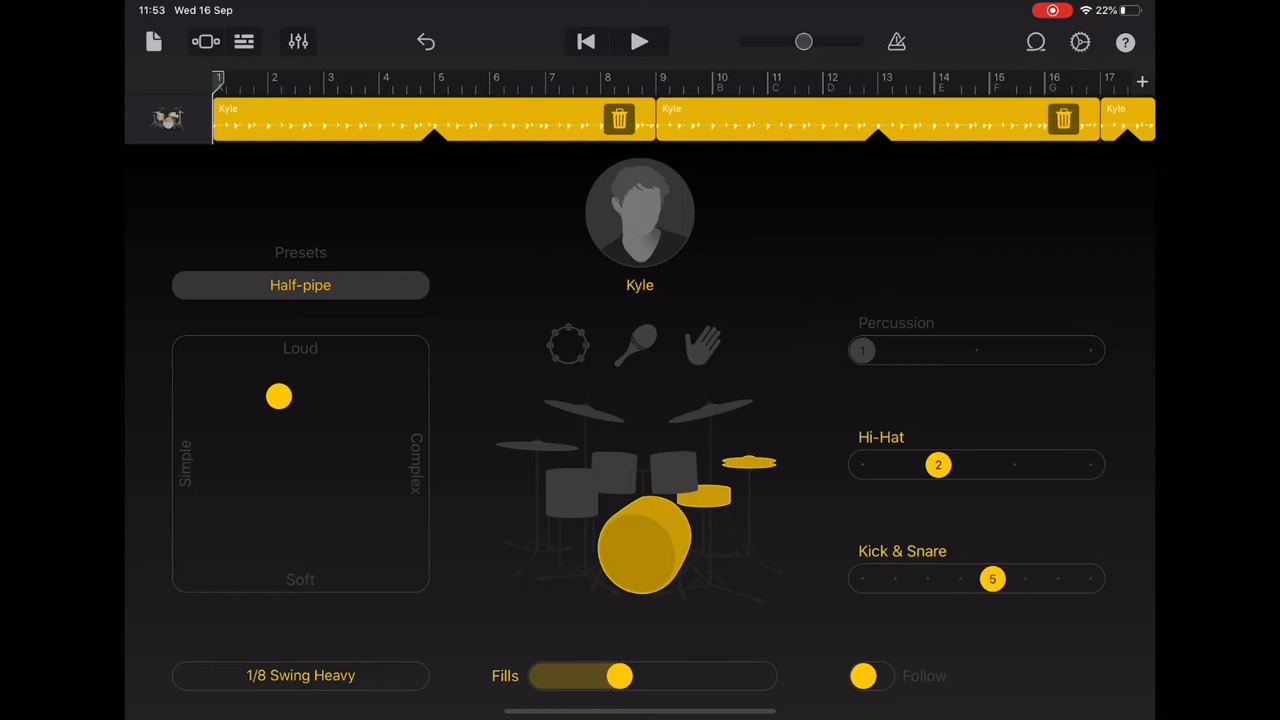 11:53 Wed 16 Sep
22%
?
1 2 3 4 5 6 7 8 9 10 11 12 13 14 15 16 17 +
A B C D E F G
Kyle Kyle Kyle
Presets
Half-pipe
Kyle
Loud
Simple
Complex
Soft
Percussion
1
Hi-Hat
2
Kick & Snare
5
1/8 Swing Heavy
Fills
Follow